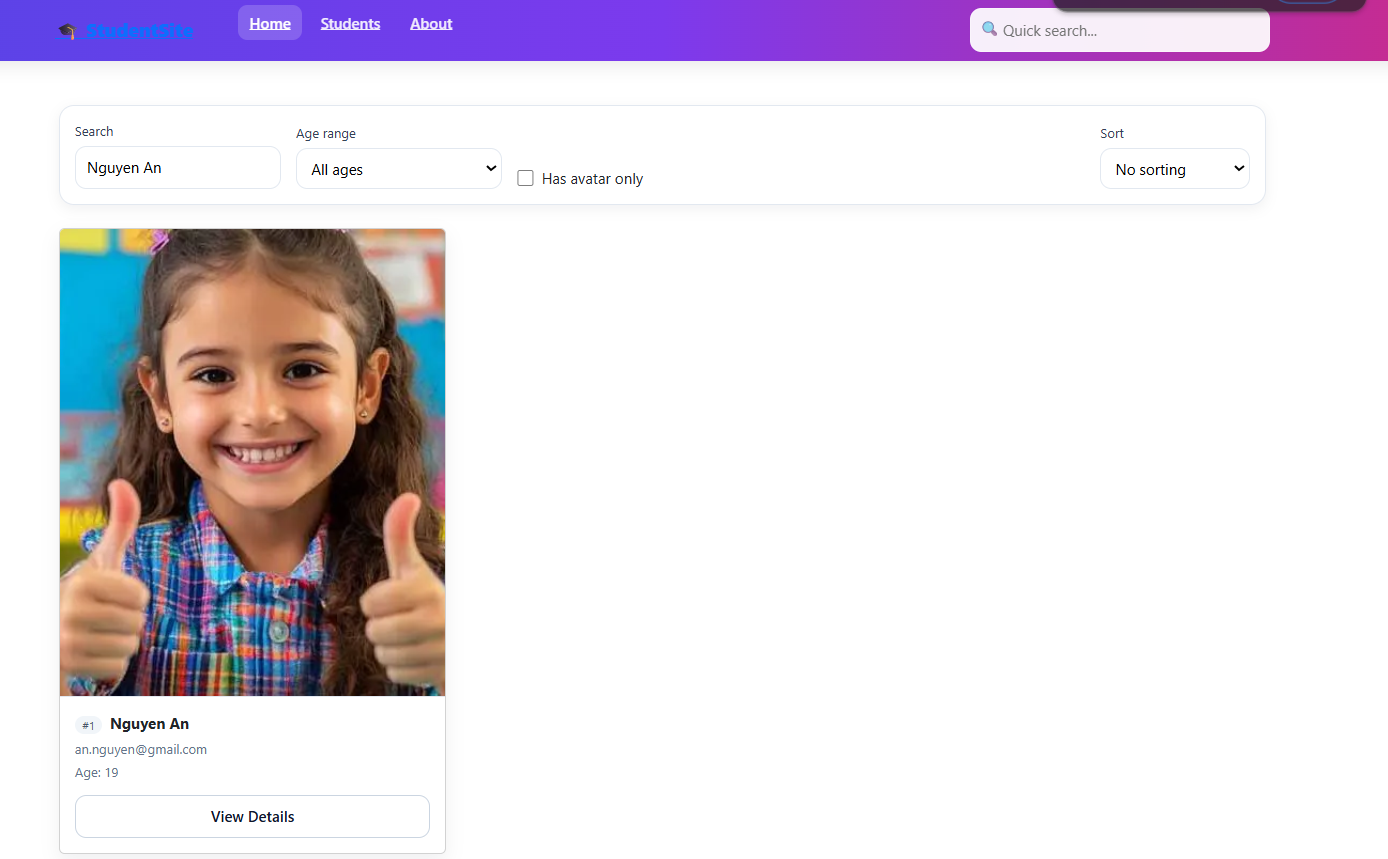 StudentSite
Home
Students
About
Quick search...
Search
Nguyen An
Age range
All ages
Has avatar only
Sort
No sorting
#1 Nguyen An
an.nguyen@gmail.com
Age: 19
View Details